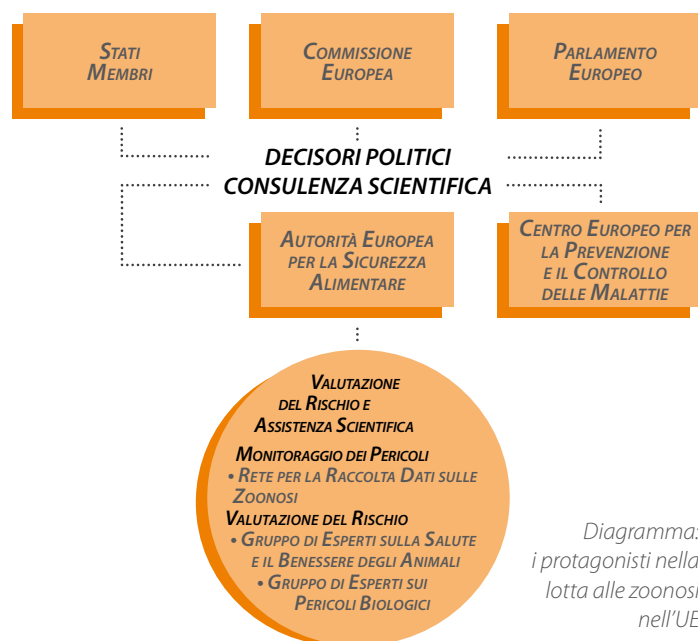 Stati
Membri
Commissione
Europea
Parlamento
Europeo
DECISORI POLITICI
CONSULENZA SCIENTIFICA
Autorità Europea
per la Sicurezza
Alimentare
Centro Europeo per
la Prevenzione
e il Controllo
delle Malattie
Valutazione
del Rischio e
Assistenza Scientifica
Monitoraggio dei Pericoli
• Rete per la Raccolta Dati sulle
Zoonosi
Valutazione del Rischio
• Gruppo di Esperti sulla Salute
e il Benessere degli Animali
• Gruppo di Esperti sui
Pericoli Biologici
Diagramma:
i protagonisti nella
lotta alle zoonosi
nell'UE